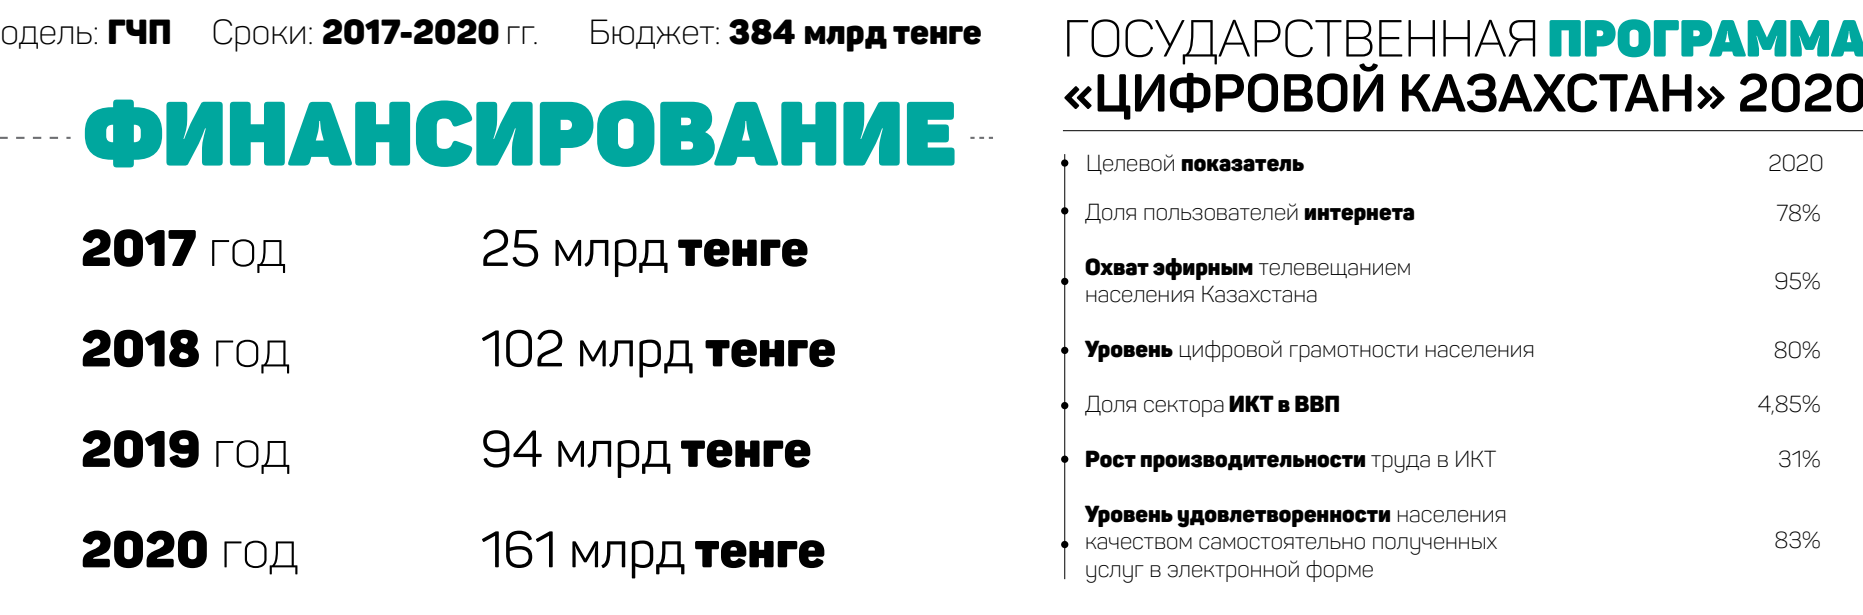 одель: ГЧП Сроки: 2017-2020 гг. Бюджет: 384 млрд тенге
ФИНАНСИРОВАНИЕ
2017 год 25 млрд тенге
2018 год 102 млрд тенге
2019 год 94 млрд тенге
2020 год 161 млрд тенге
ГОСУДАРСТВЕННАЯ ПРОГРАММА
«ЦИФРОВОЙ КАЗАХСТАН» 2020
Целевой показатель 2020
Доля пользователей интернета 78%
Охват эфирным телевещанием
населения Казахстана 95%
Уровень цифровой грамотности населения 80%
Доля сектора ИКТ в ВВП 4,85%
Рост производительности труда в ИКТ 31%
Уровень удовлетворенности населения
качеством самостоятельно полученных 83%
услуг в электронной форме